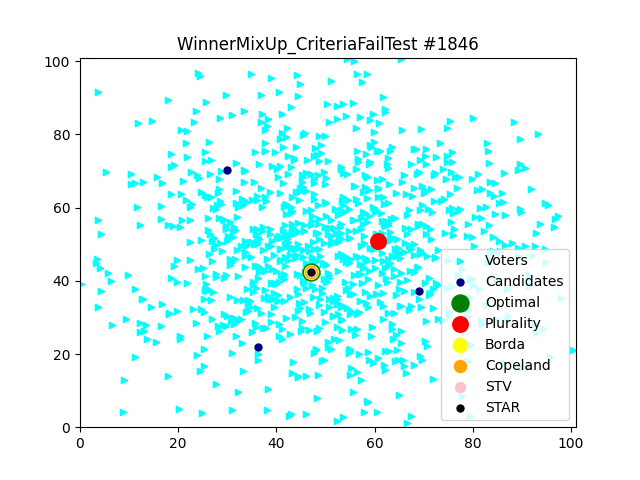 WinnerMixUp_CriteriaFailTest #1846
100
80
60
40
20
0
0
20
40
60
80
100
Voters
Candidates
Optimal
Plurality
Borda
Copeland
STV
STAR